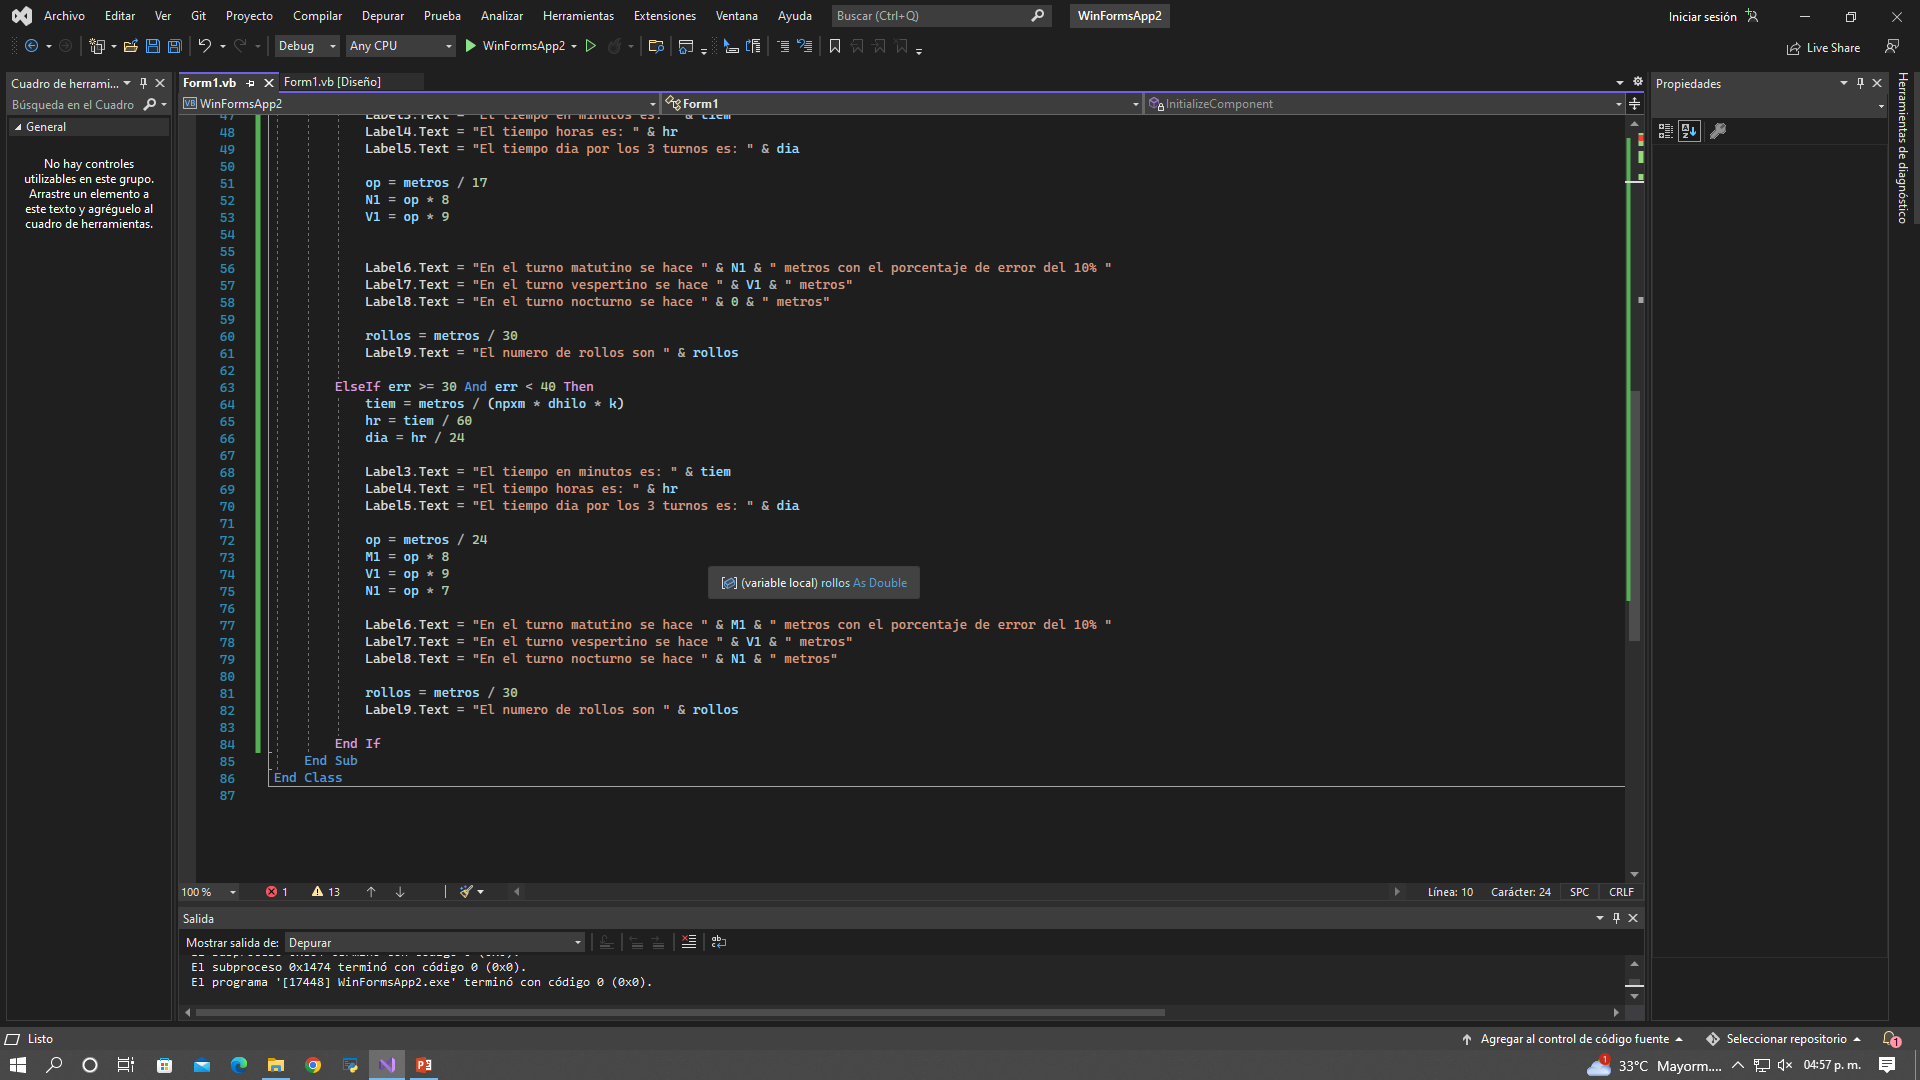 Archivo Editar Ver Git Proyecto Compilar Depurar Prueba Analizar Herramientas Extensiones Ventana Ayuda Buscar (Ctrl+Q) WinFormsApp2 Iniciar sesión
Debug Any CPU WinFormsApp2 Live Share
Cuadro de herrami... Form1.vb Form1.vb [Diseño] Propiedades
Búsqueda en el Cuadro WinFormsApp2 Form1 InitializeComponent
General
No hay controles
utilizables en este grupo.
Arrastre un elemento a
este texto y agréguelo al
cuadro de herramientas.
Herramientas de diagnóstico
47 Label3.Text = "El tiempo en minutos es: " & tiem
48 Label4.Text = "El tiempo horas es: " & hr
49 Label5.Text = "El tiempo dia por los 3 turnos es: " & dia
50
51 op = metros / 17
52 N1 = op * 8
53 V1 = op * 9
54
55
56 Label6.Text = "En el turno matutino se hace " & N1 & " metros con el porcentaje de error del 10% "
57 Label7.Text = "En el turno vespertino se hace " & V1 & " metros"
58 Label8.Text = "En el turno nocturno se hace " & 0 & " metros"
59
60 rollos = metros / 30
61 Label9.Text = "El numero de rollos son " & rollos
62
63 ElseIf err >= 30 And err < 40 Then
64 tiem = metros / (npxm * dhilo * k)
65 hr = tiem / 60
66 dia = hr / 24
67
68 Label3.Text = "El tiempo en minutos es: " & tiem
69 Label4.Text = "El tiempo horas es: " & hr
70 Label5.Text = "El tiempo dia por los 3 turnos es: " & dia
71
72 op = metros / 24
73 M1 = op * 8
74 V1 = op * 9
75 N1 = op * 7
(variable local) rollos As Double
76
77 Label6.Text = "En el turno matutino se hace " & M1 & " metros con el porcentaje de error del 10% "
78 Label7.Text = "En el turno vespertino se hace " & V1 & " metros"
79 Label8.Text = "En el turno nocturno se hace " & N1 & " metros"
80
81 rollos = metros / 30
82 Label9.Text = "El numero de rollos son " & rollos
83
84 End If
85 End Sub
86 End Class
87
100 % 1 13 Línea: 10 Carácter: 24 SPC CRLF
Salida
Mostrar salida de: Depurar
El subproceso 0x1474 terminó con código 0 (0x0).
El programa '[17448] WinFormsApp2.exe' terminó con código 0 (0x0).
Listo Agregar al control de código fuente Seleccionar repositorio 1
1 33°C Mayorm.... 04:57 p. m.